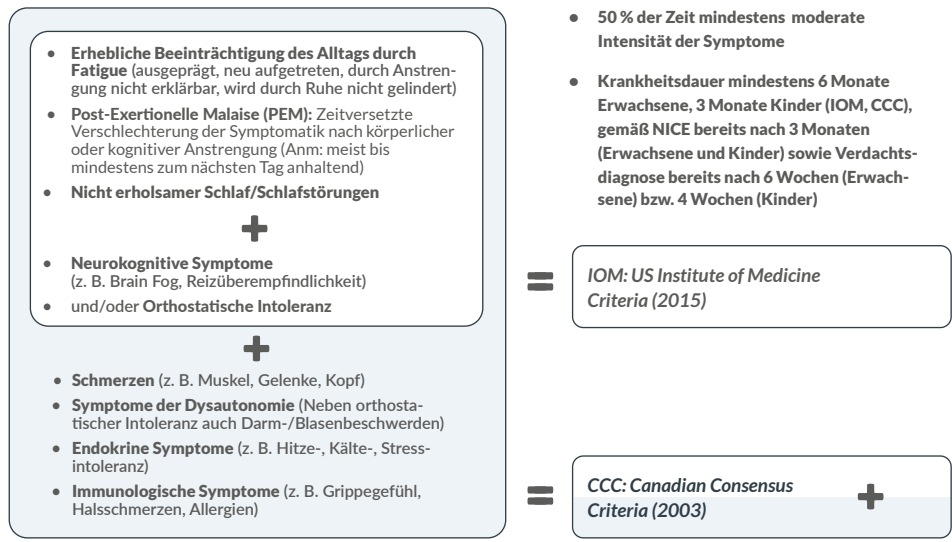 • Erhebliche Beeinträchtigung des Alltags durch
Fatigue (ausgeprägt, neu aufgetreten, durch Anstren-
gung nicht erklärbar, wird durch Ruhe nicht gelindert)
• Post-Exertionelle Malaise (PEM): Zeitversetzte
Verschlechterung der Symptomatik nach körperlicher
oder kognitiver Anstrengung (Anm: meist bis
mindestens zum nächsten Tag anhaltend)
• Nicht erholsamer Schlaf/Schlafstörungen
+
• Neurokognitive Symptome
(z. B. Brain Fog, Reizüberempfindlichkeit)
• und/oder Orthostatische Intoleranz
+
• Schmerzen (z. B. Muskel, Gelenke, Kopf)
• Symptome der Dysautonomie (Neben orthosta-
tischer Intoleranz auch Darm-/Blasenbeschwerden)
• Endokrine Symptome (z. B. Hitze-, Kälte-, Stress-
intoleranz)
• Immunologische Symptome (z. B. Grippegefühl,
Halsschmerzen, Allergien)
• 50 % der Zeit mindestens moderate
Intensität der Symptome
• Krankheitsdauer mindestens 6 Monate
Erwachsene, 3 Monate Kinder (IOM, CCC),
gemäß NICE bereits nach 3 Monaten
(Erwachsene und Kinder) sowie Verdachts-
diagnose bereits nach 6 Wochen (Erwach-
sene) bzw. 4 Wochen (Kinder)
=
IOM: US Institute of Medicine
Criteria (2015)
=
CCC: Canadian Consensus
Criteria (2003)
+